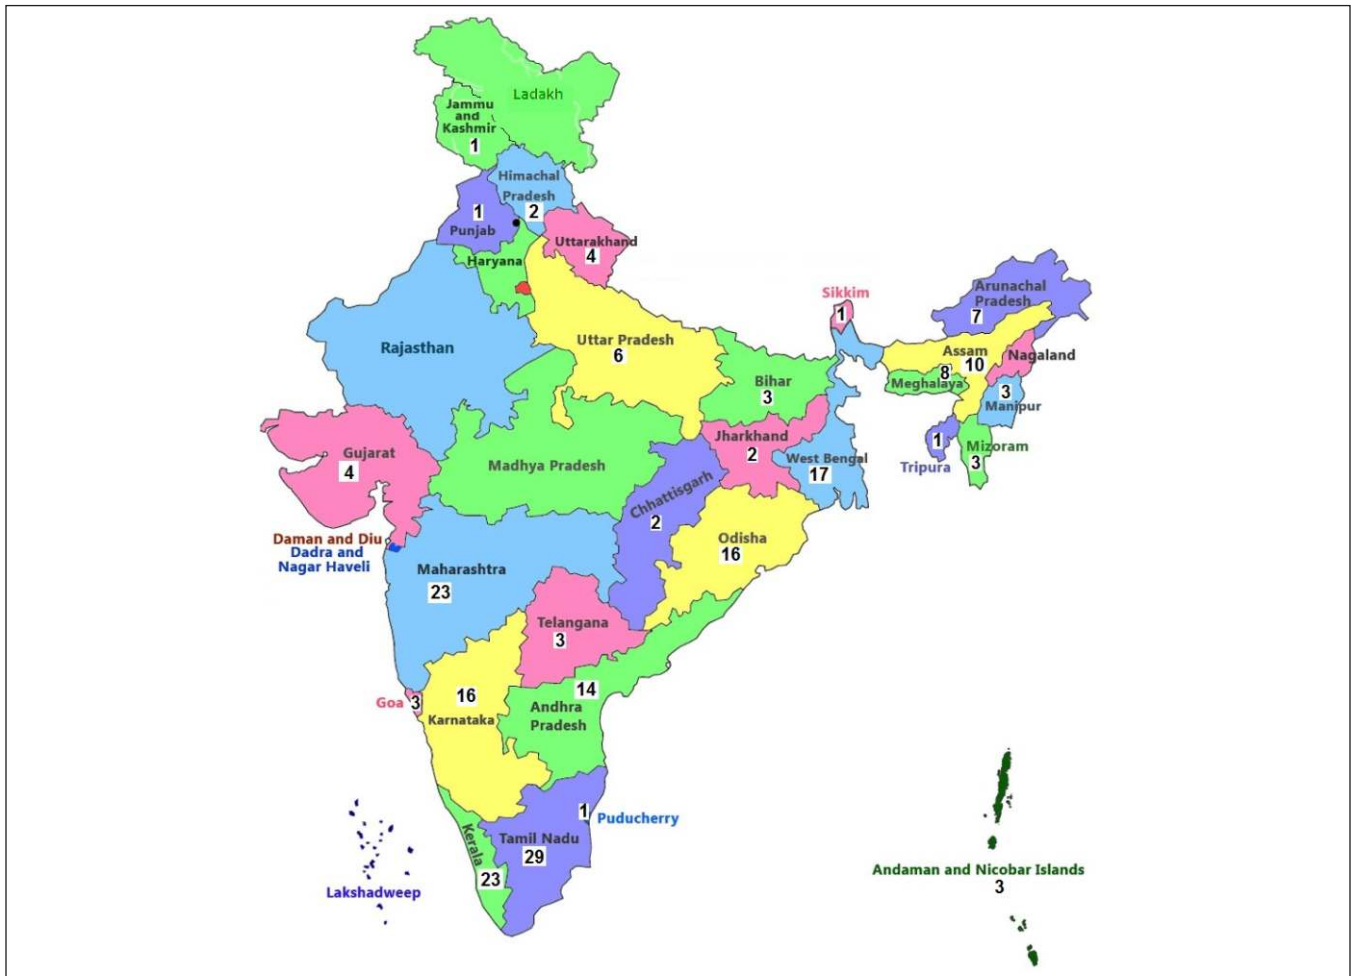 Ladakh
Jammu
and
Kashmir
1
Himachal
Pradesh
2
1
Punjab
Uttarakhand
4
Haryana
Sikkim
1
Arunachal
Pradesh
7
Rajasthan
Uttar Pradesh
6
Assam
10
Nagaland
8
Meghalaya
3
Manipur
Bihar
3
Jharkhand
2
West Bengal
17
1
Tripura
Mizoram
3
Gujarat
4
Madhya Pradesh
Chhattisgarh
2
Odisha
16
Daman and Diu
Dadra and
Nagar Haveli
Maharashtra
23
Telangana
3
Goa
3
16
Karnataka
14
Andhra
Pradesh
1
Puducherry
Tamil Nadu
29
Kerala
23
Lakshadweep
Andaman and Nicobar Islands
3